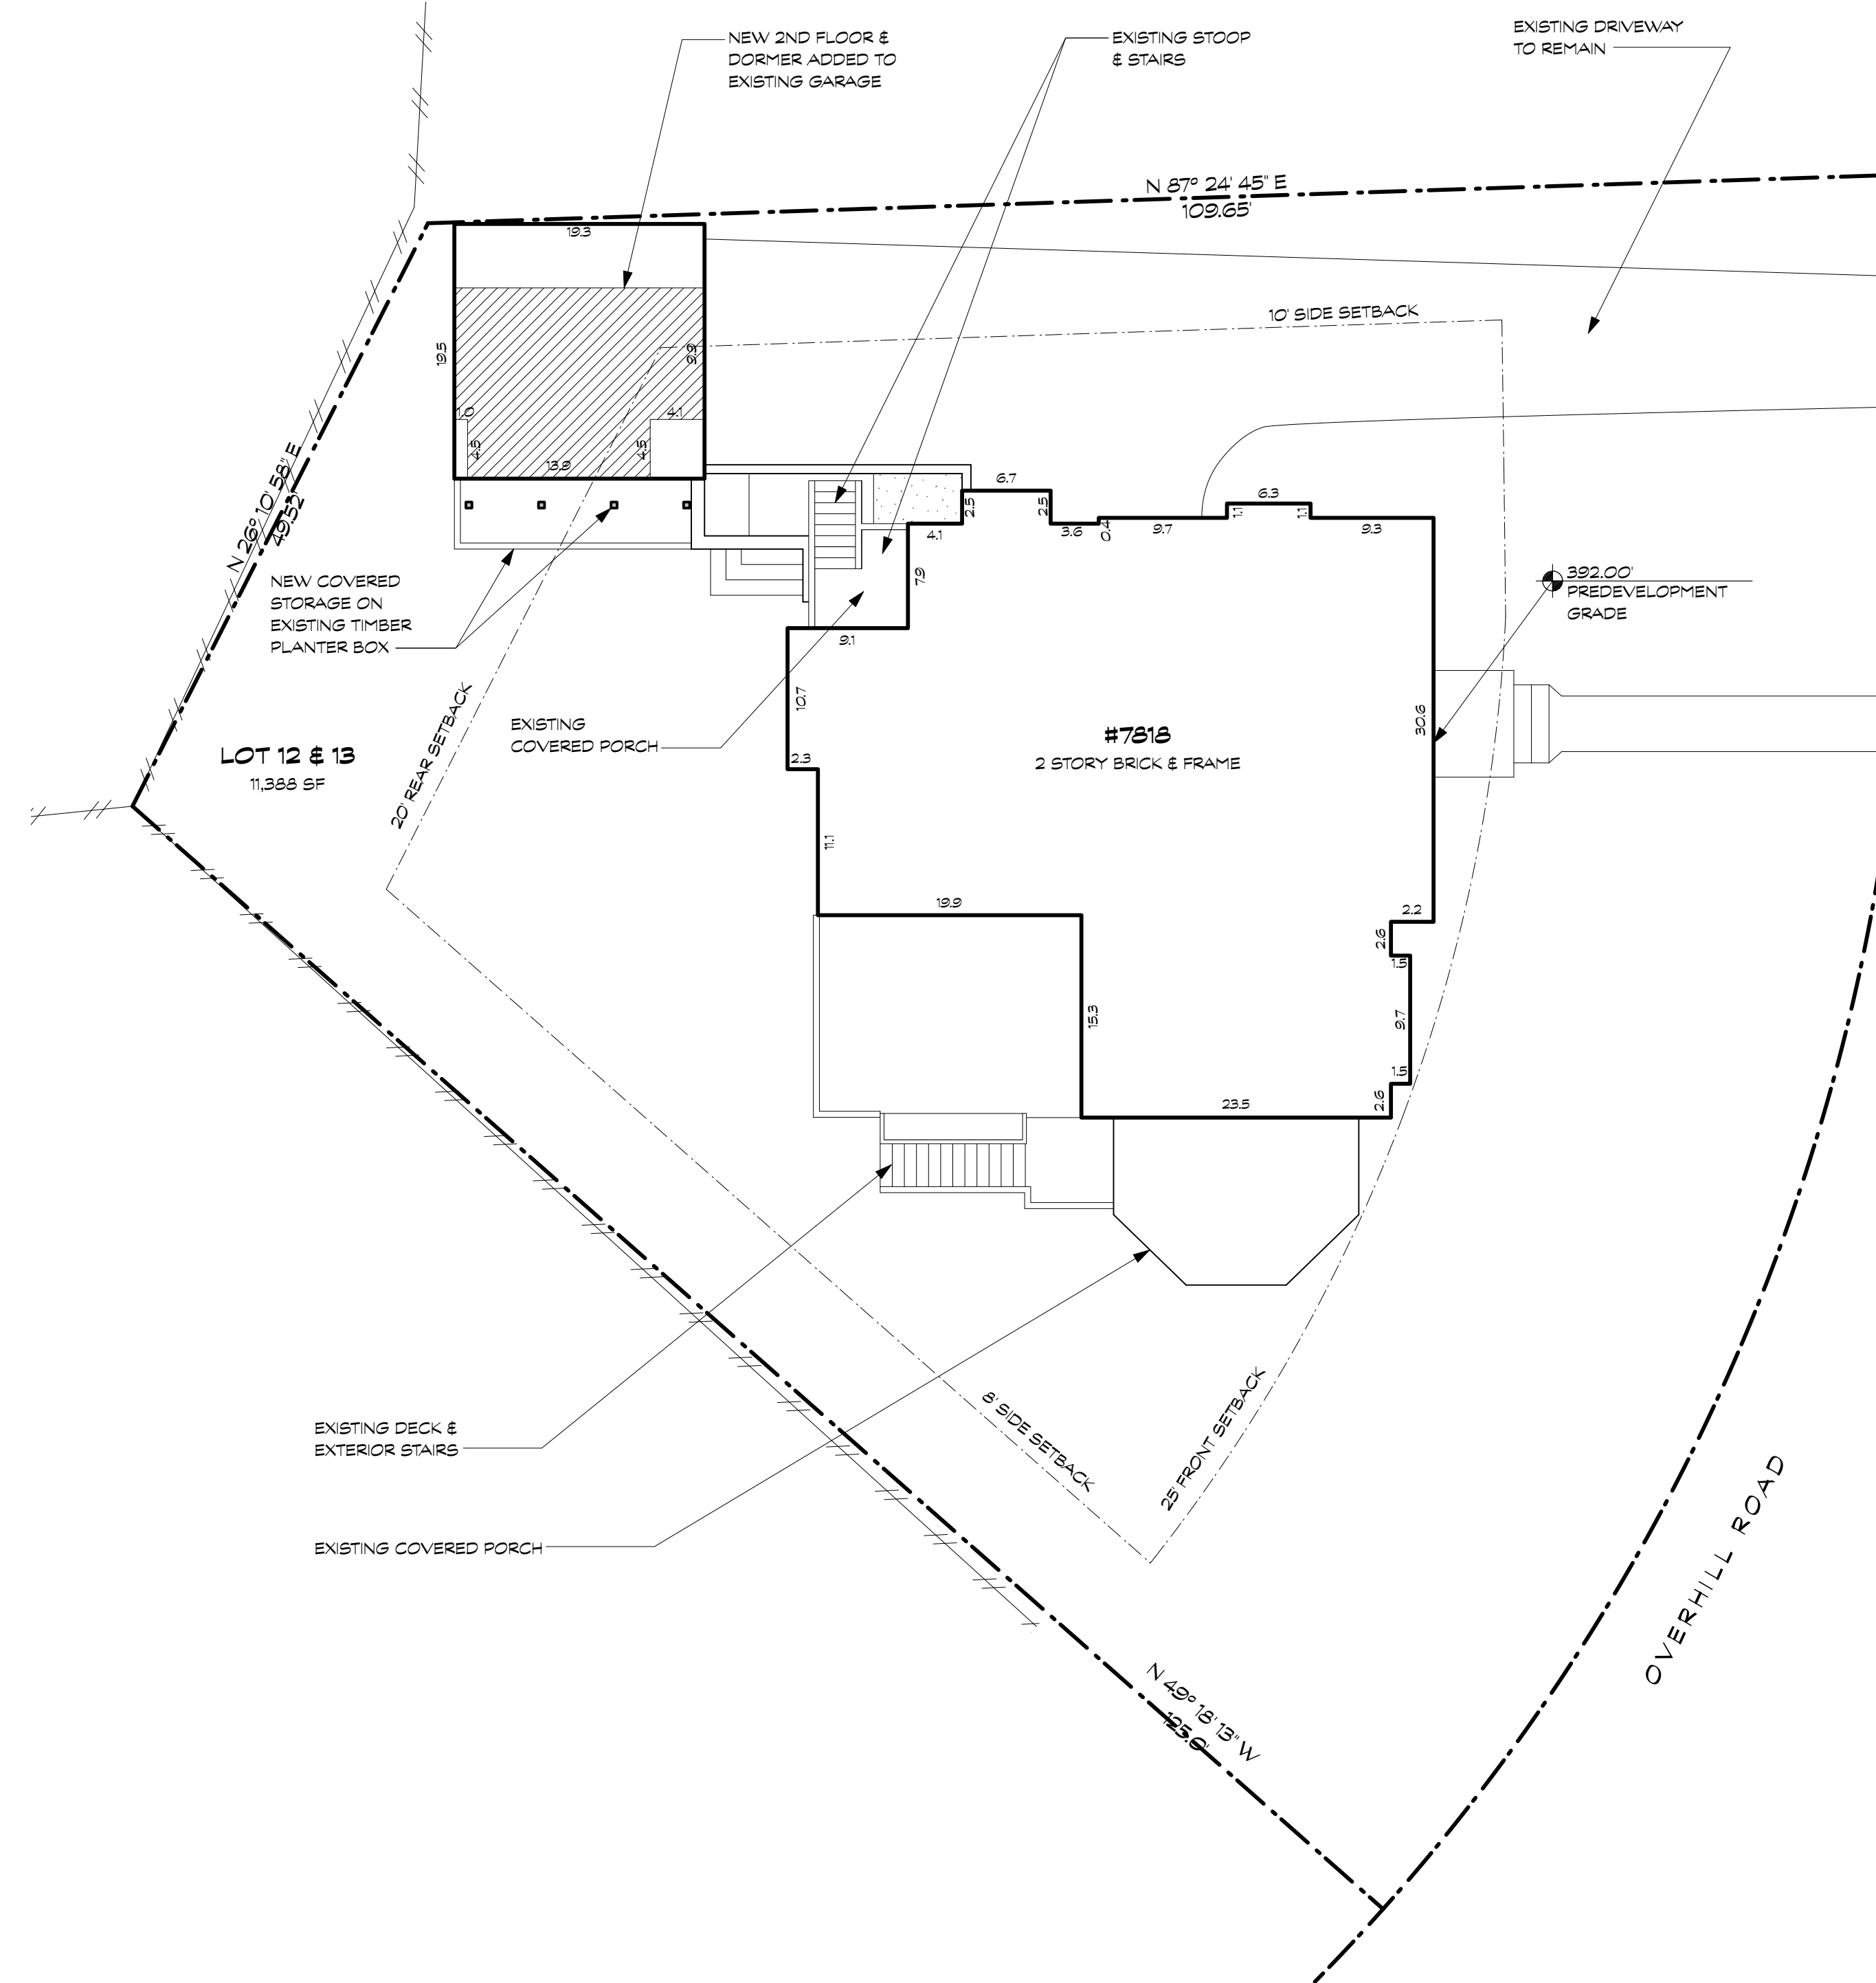 NEW 2ND FLOOR &
DORMER ADDED TO
EXISTING GARAGE
EXISTING STOOP
& STAIRS
EXISTING DRIVEWAY
TO REMAIN
N 87° 24' 45" E
109.65'
19.3
10' SIDE SETBACK
19.5
9.9
1.0
4.1
4.5
4.5
13.9
N 26° 10' 58" E
49.52'
6.7
2.5
2.5
4.1
3.6
0.4
9.7
6.3
1.1
1.1
9.3
7.9
392.00'
PREDEVELOPMENT
GRADE
NEW COVERED
STORAGE ON
EXISTING TIMBER
PLANTER BOX
9.1
10.7
20' REAR SETBACK
EXISTING
COVERED PORCH
30.6
#7818
2 STORY BRICK & FRAME
LOT 12 & 13
11,388 SF
2.3
11.1
19.9
2.2
2.6
1.5
15.3
9.7
1.5
2.6
23.5
8' SIDE SETBACK
25' FRONT SETBACK
EXISTING DECK &
EXTERIOR STAIRS
EXISTING COVERED PORCH
OVERHILL ROAD
N 49° 18' 13" W
125.0'